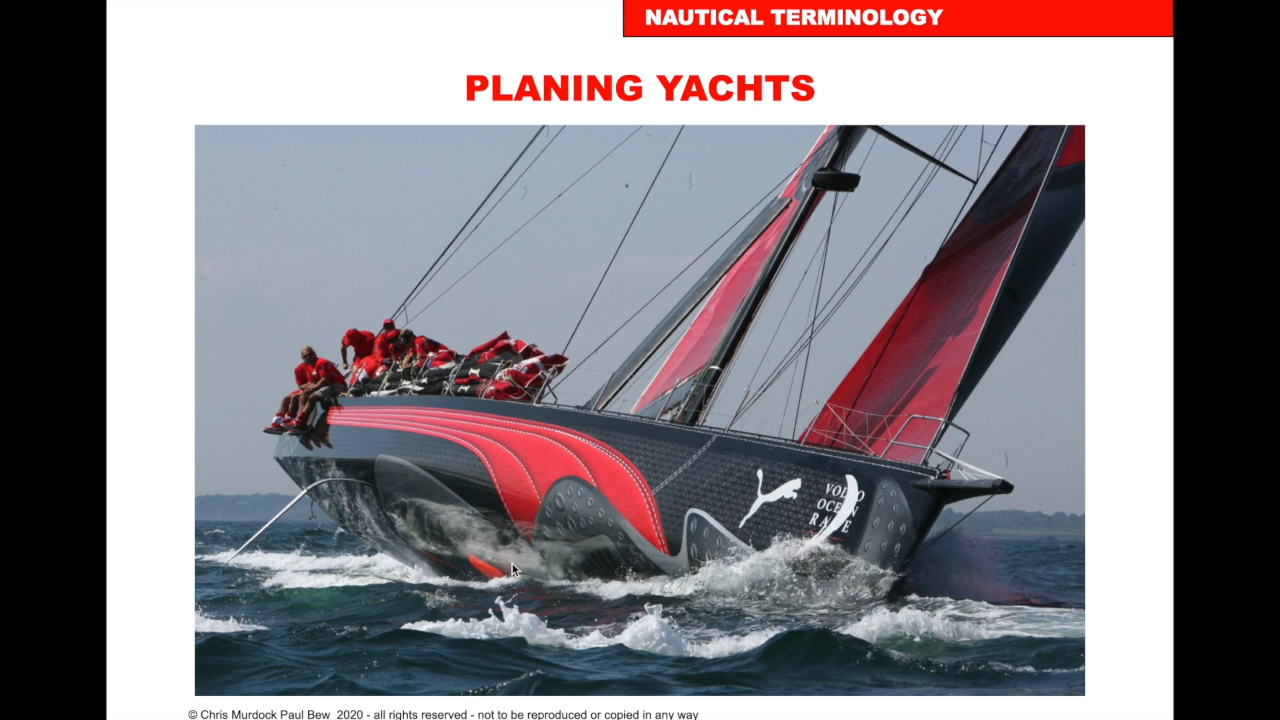 NAUTICAL TERMINOLOGY
PLANING YACHTS
VOLVO
OCEAN
RACE
© Chris Murdock Paul Bew 2020 - all rights reserved - not to be reproduced or copied in any way